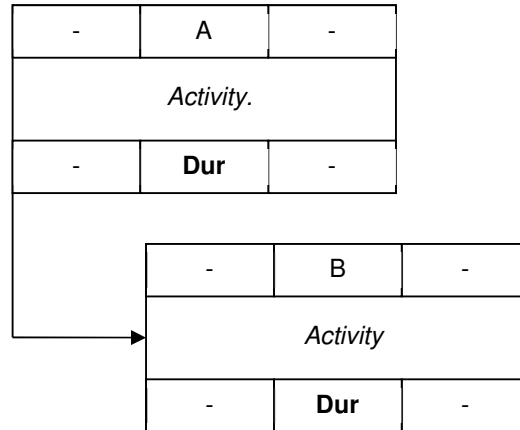 - A -
Activity.
- Dur -
- B -
Activity
- Dur -